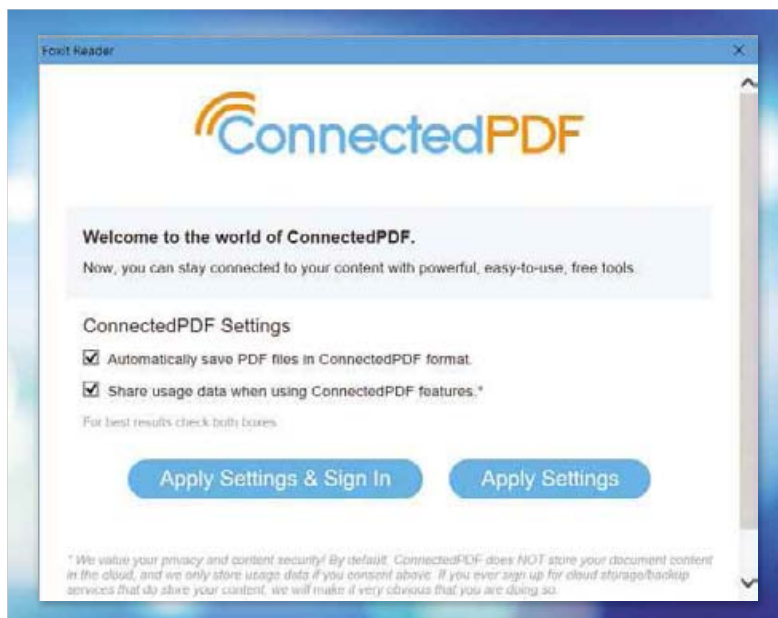 Foxit Reader
ConnectedPDF
Welcome to the world of ConnectedPDF.
Now, you can stay connected to your content with powerful, easy-to-use, free tools.
ConnectedPDF Settings
Automatically save PDF files in ConnectedPDF format.
Share usage data when using ConnectedPDF features.*
For best results check both boxes
Apply Settings & Sign In
Apply Settings
* We value your privacy and content security! By default, ConnectedPDF does NOT store your document content
in the cloud, and we only store usage data if you consent above. If you ever sign up for cloud storage/backup
services that do store your content, we will make it very obvious that you are doing so.